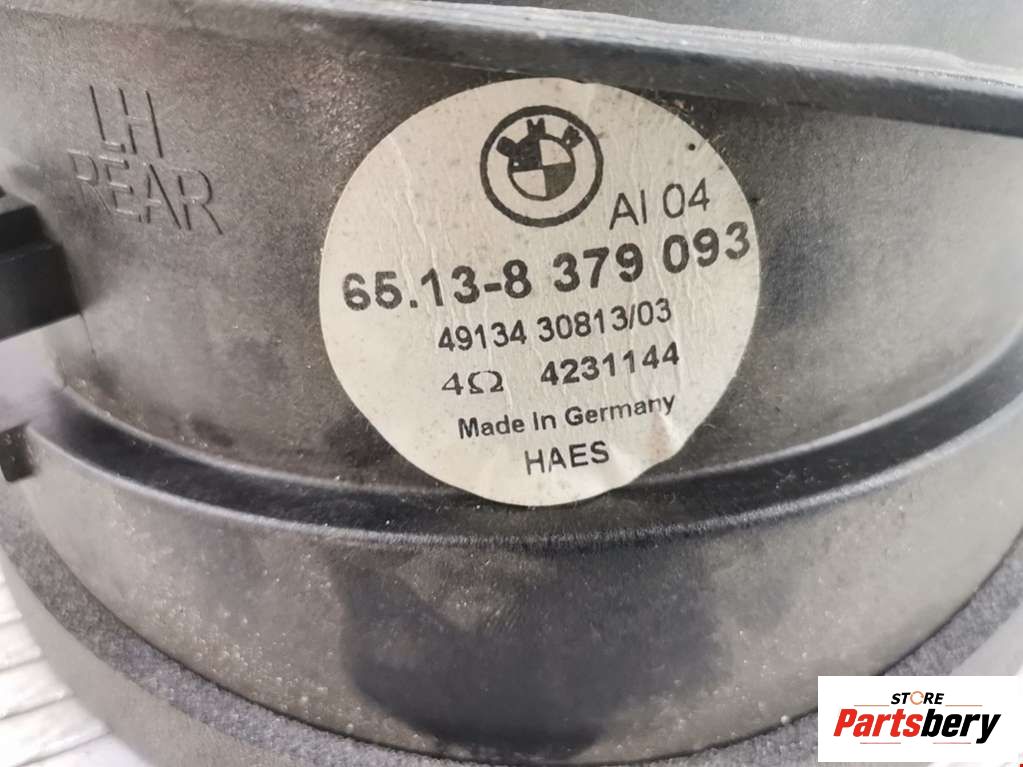 LH
REAR
BMW
AI 04
65.13-8 379 093
49134 30813/03
4Ω 4231144
Made In Germany
HAES
STORE
Partsbery